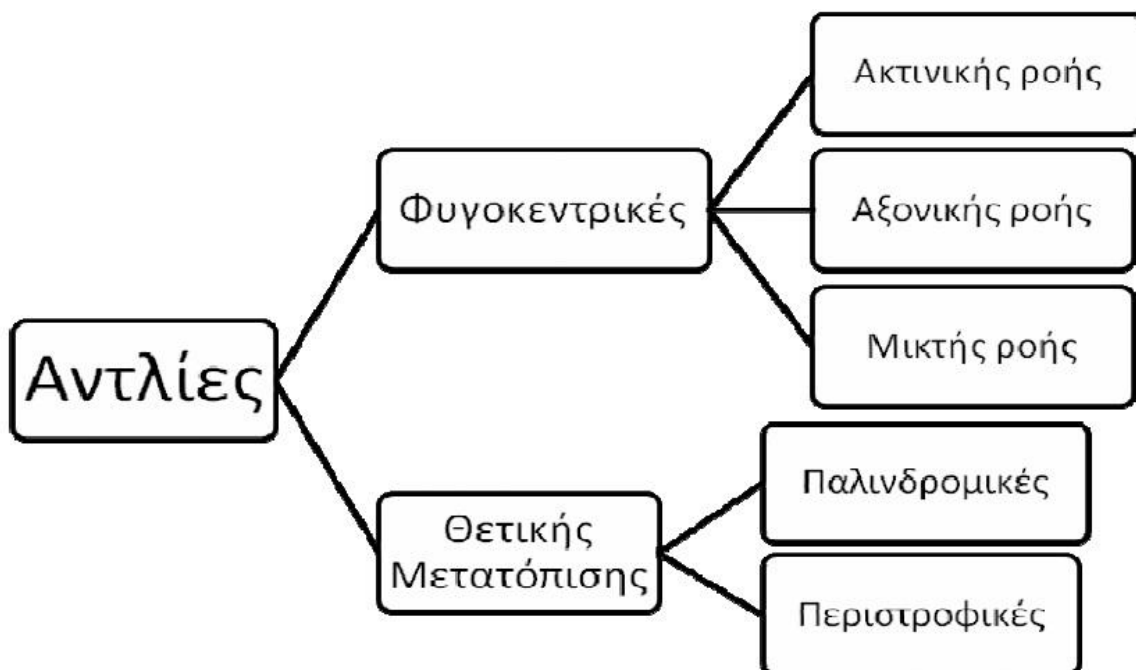 Αντλίες
Φυγοκεντρικές
Ακτινικής ροής
Αξονικής ροής
Μικτής ροής
Θετικής
Μετατόπισης
Παλινδρομικές
Περιστροφικές